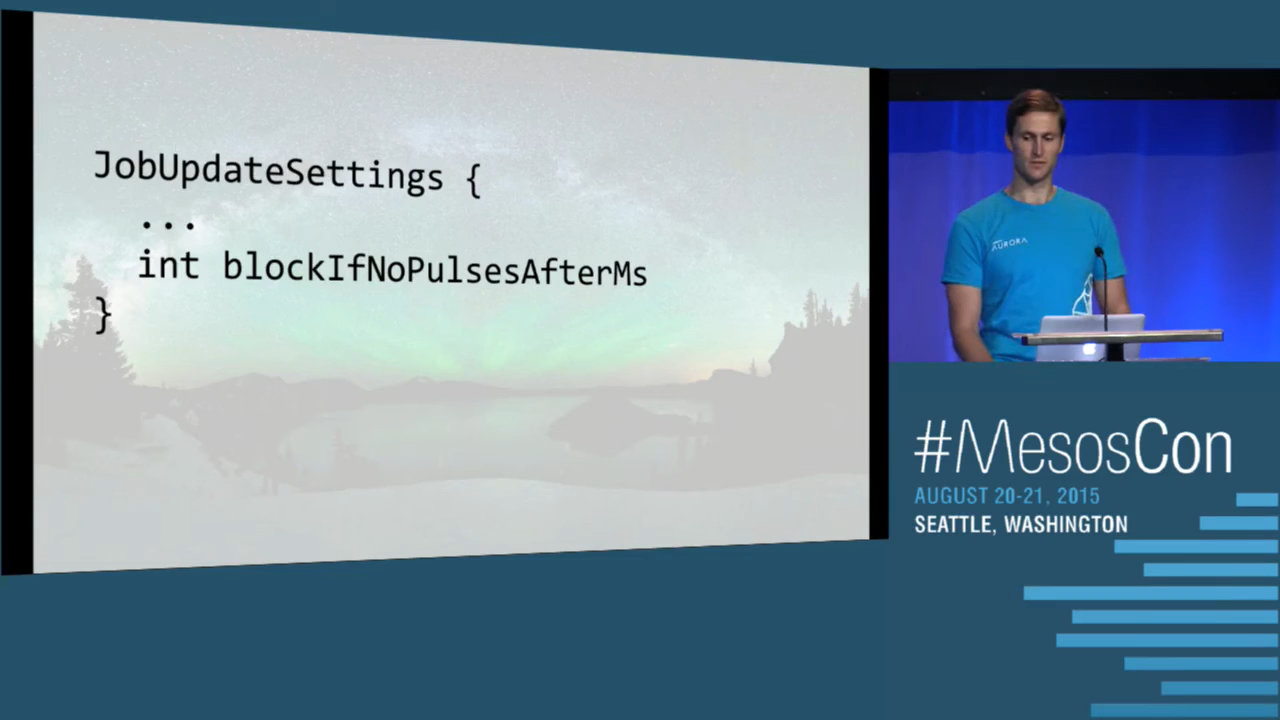 JobUpdateSettings {
...
int blockIfNoPulsesAfterMs
}
AURORA
#MesosCon
AUGUST 20-21, 2015
SEATTLE, WASHINGTON